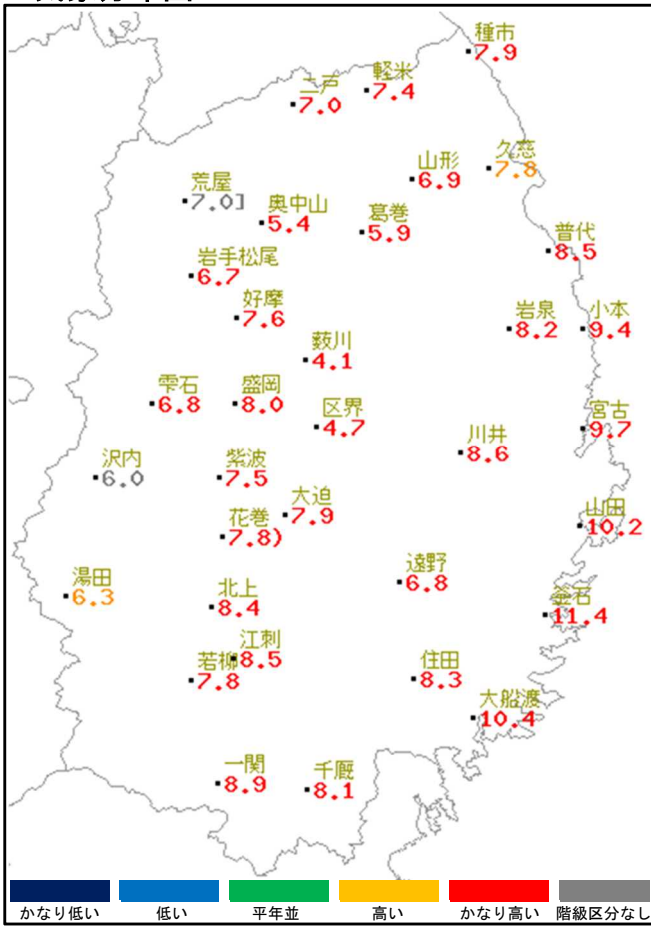 種市
7.9
軽米
7.4
二戸
7.0
久慈
7.8
山形
6.9
荒屋
7.0]
奥中山
5.4
葛巻
5.9
普代
8.5
岩手松尾
6.7
好摩
7.6
岩泉
8.2
小本
9.4
薮川
4.1
雫石
6.8
盛岡
8.0
区界
4.7
宮古
9.7
川井
8.6
沢内
6.0
紫波
7.5
大迫
7.9
花巻
7.8)
山田
10.2
遠野
6.8
湯田
6.3
北上
8.4
釜石
11.4
江刺
8.5
若柳
7.8
住田
8.3
大船渡
10.4
一関
8.9
千厩
8.1
かなり低い 低い 平年並 高い かなり高い 階級区分なし